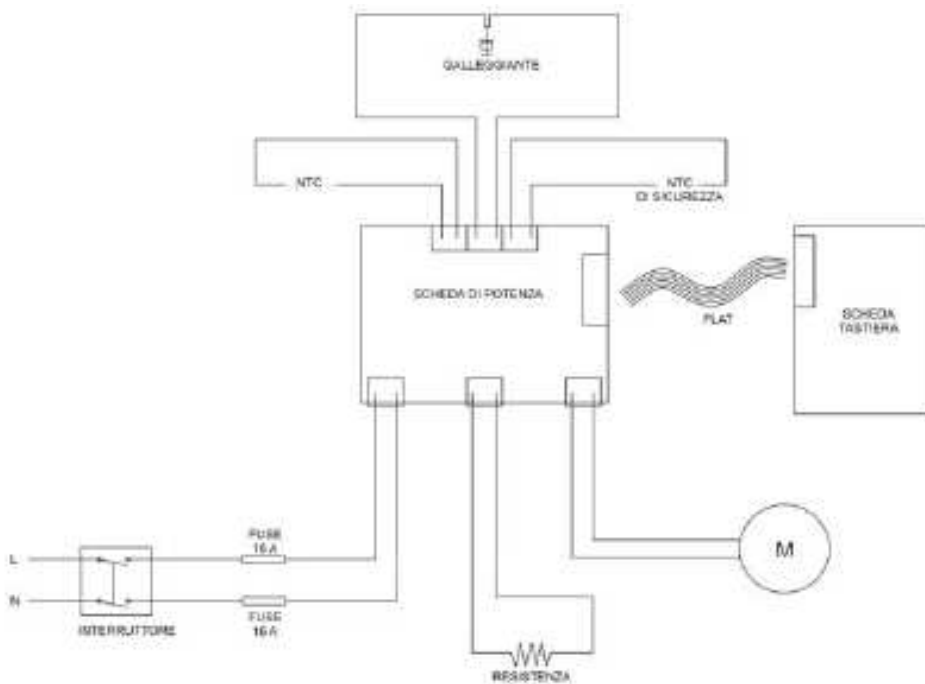 GALLEGGIANTE
NTC
NTC
DI SICUREZZA
SCHEDA DI POTENZA
FLAT
SCHEDA
TASTIERA
FUSE
16 A
L
M
N
FUSE
16 A
INTERRUTTORE
RESISTENZA